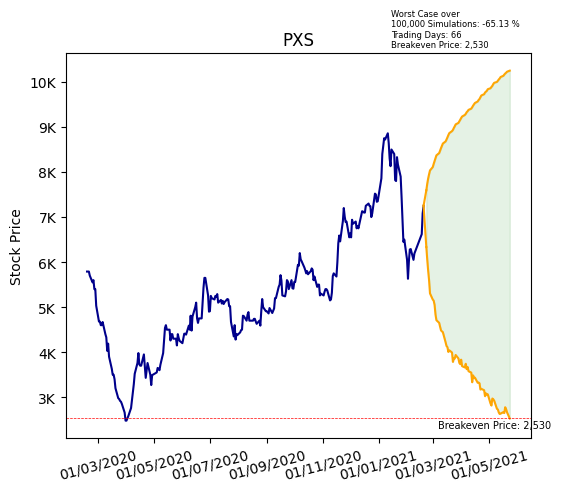 Worst Case over
100,000 Simulations: -65.13 %
Trading Days: 66
Breakeven Price: 2,530
PXS
Stock Price
10K
9K
8K
7K
6K
5K
4K
3K
Breakeven Price: 2,530
01/03/2020
01/05/2020
01/07/2020
01/09/2020
01/11/2020
01/01/2021
01/03/2021
01/05/2021